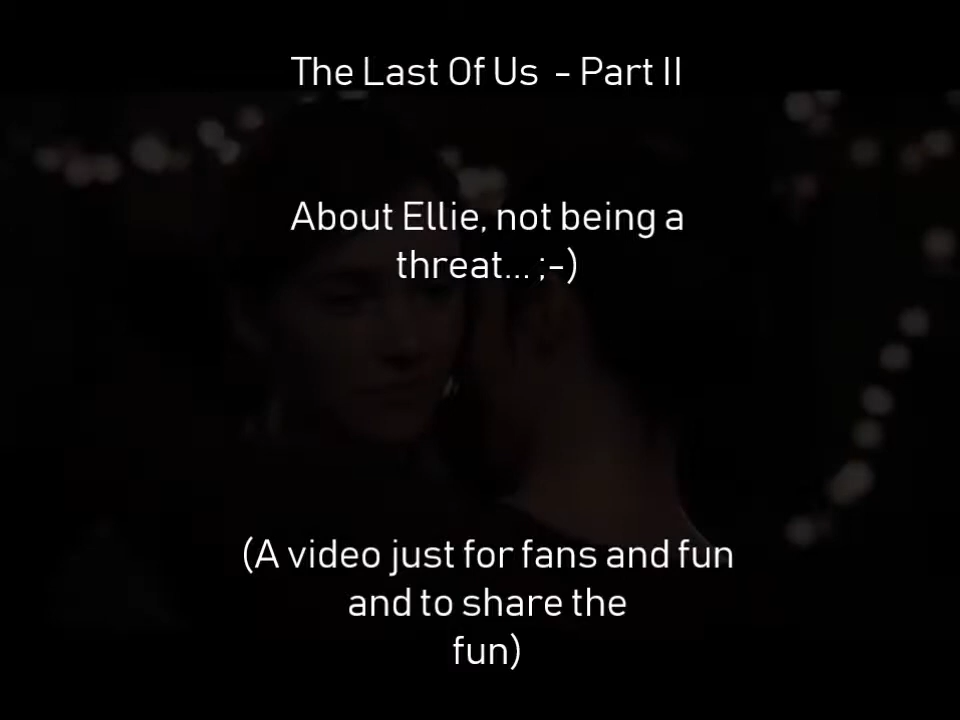 The Last Of Us - Part II
About Ellie, not being a
threat... ;-)
(A video just for fans and fun
and to share the
fun)